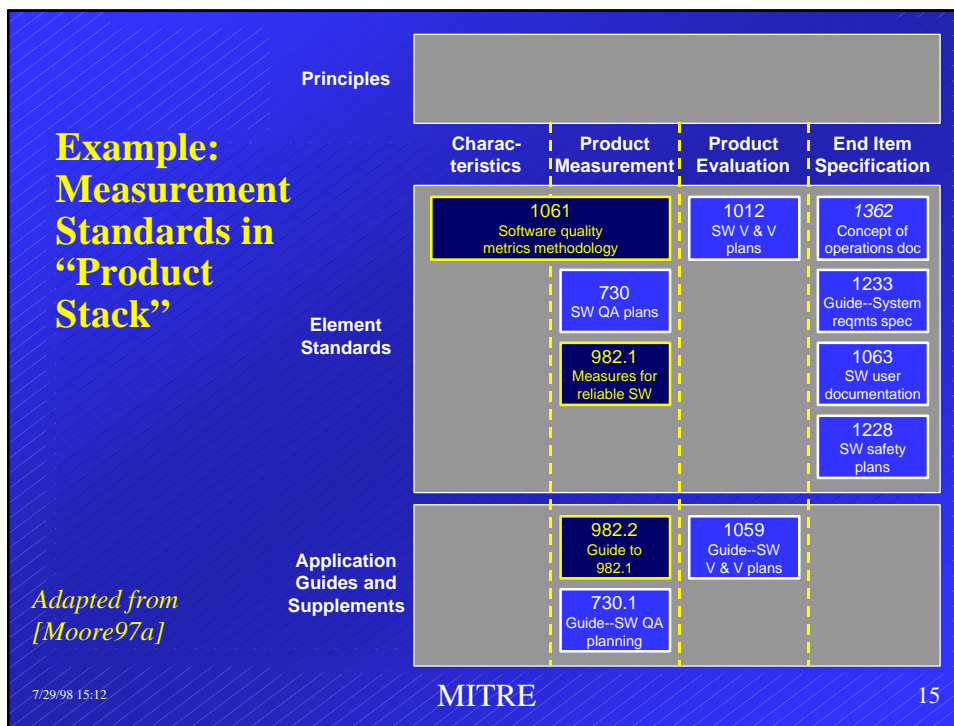 Principles
Example:
Measurement
Standards in
“Product
Stack”
Charac-
teristics
Product
Measurement
Product
Evaluation
End Item
Specification
Element
Standards
1061
Software quality
metrics methodology
1012
SW V & V
plans
1362
Concept of
operations doc
730
SW QA plans
1233
Guide--System
reqmts spec
982.1
Measures for
reliable SW
1063
SW user
documentation
1228
SW safety
plans
Application
Guides and
Supplements
982.2
Guide to
982.1
1059
Guide--SW
V & V plans
730.1
Guide--SW QA
planning
Adapted from
[Moore97a]
7/29/98 15:12
MITRE
15